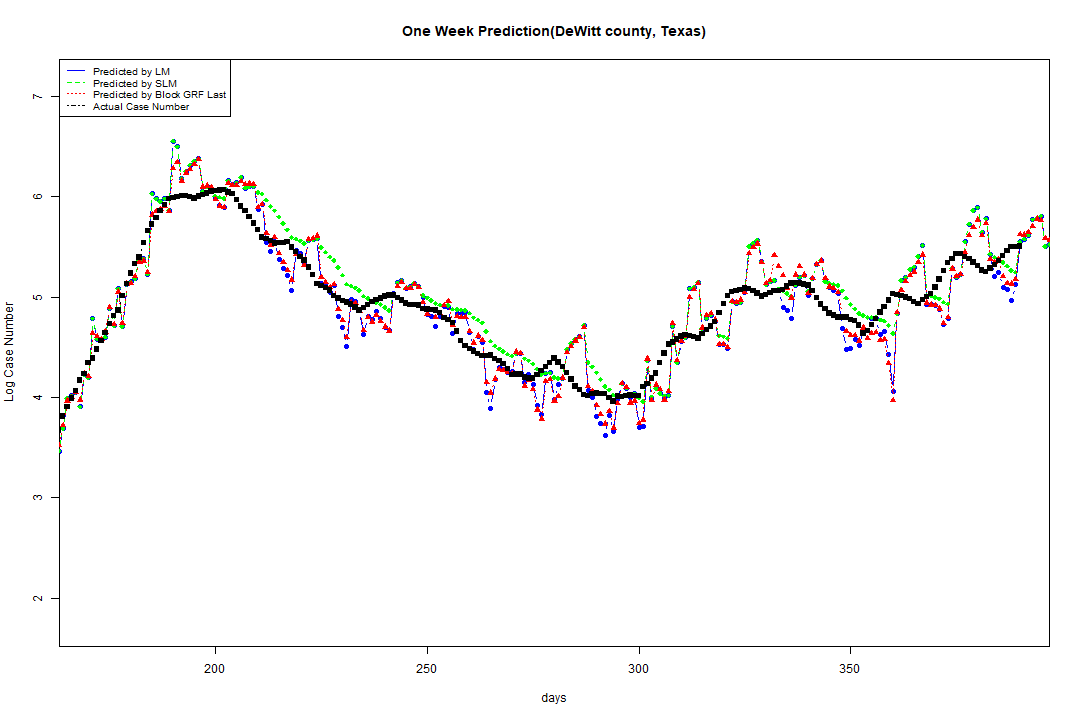 One Week Prediction(DeWitt county, Texas)
Predicted by LM
Predicted by SLM
Predicted by Block GRF Last
Actual Case Number
7
6
5
4
3
2
Log Case Number
200 250 300 350
days